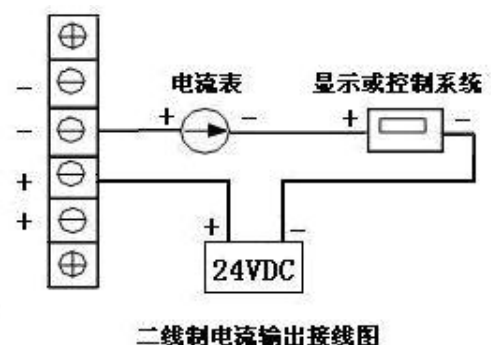 电流表 显示或控制系统
－
－ ＋ － ＋ －
＋
＋ ＋ －
24VDC
二线制电流输出接线图